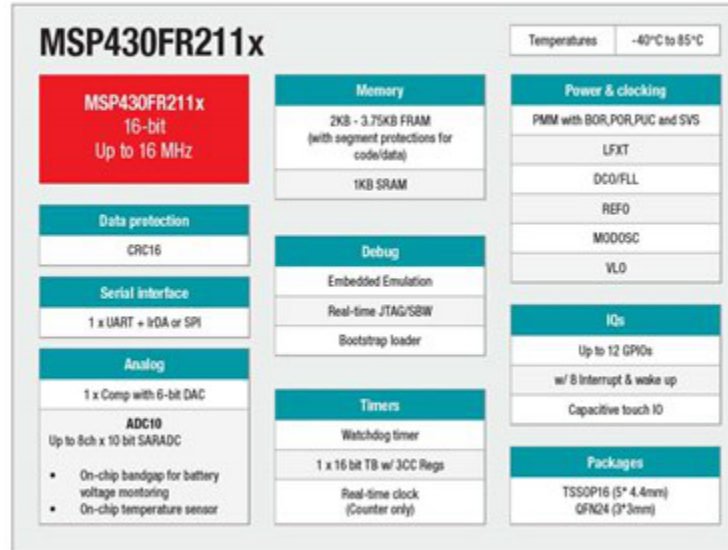 MSP430FR211x
Temperatures
-40°C to 85°C
MSP430FR211x
16-bit
Up to 16 MHz
Data protection
CRC16
Serial interface
1 x UART + IrDA or SPI
Analog
1 x Comp with 6-bit DAC
ADC10
Up to 8ch x 10 bit SARADC
• On-chip bandgap for battery
voltage montoring
• On-chip temperature sensor
Memory
2KB - 3.75KB FRAM
(with segment protections for
code/data)
1KB SRAM
Debug
Embedded Emulation
Real-time JTAG/SBW
Bootstrap loader
Timers
Watchdog timer
1 x 16 bit TB w/ 3CC Regs
Real-time clock
(Counter only)
Power & clocking
PMM with BOR,POR,PUC and SVS
LFXT
DCO/FLL
REFO
MODOSC
VLO
IQs
Up to 12 GPIOs
w/ 8 Interrupt & wake up
Capacitive touch IO
Packages
TSSOP16 (5* 4.4mm)
QFN24 (3*3mm)